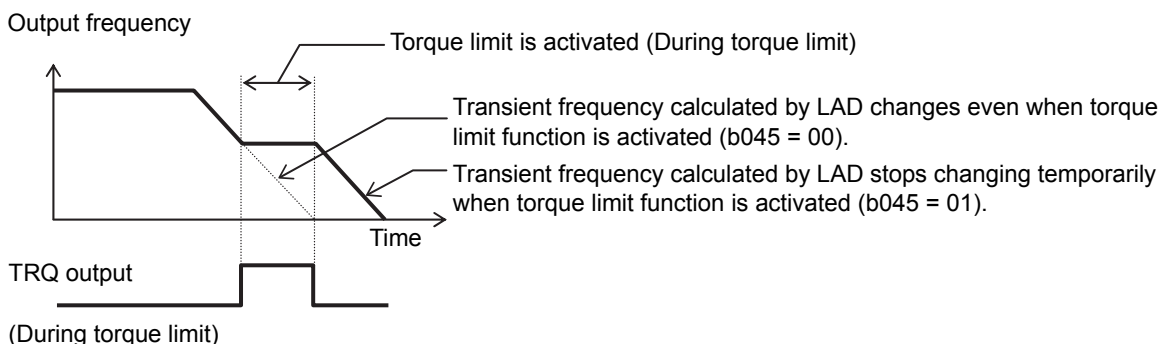 Output frequency
Torque limit is activated (During torque limit)
Transient frequency calculated by LAD changes even when torque
limit function is activated (b045 = 00).
Transient frequency calculated by LAD stops changing temporarily
when torque limit function is activated (b045 = 01).
Time
TRQ output
(During torque limit)